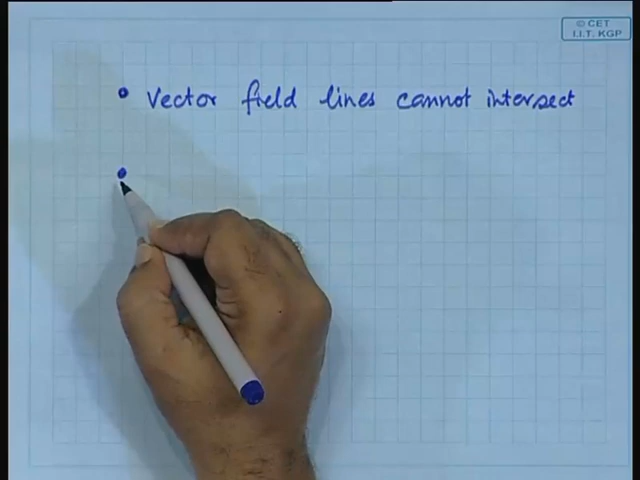 © CET
I.I.T. KGP
• Vector field lines cannot intersect
•